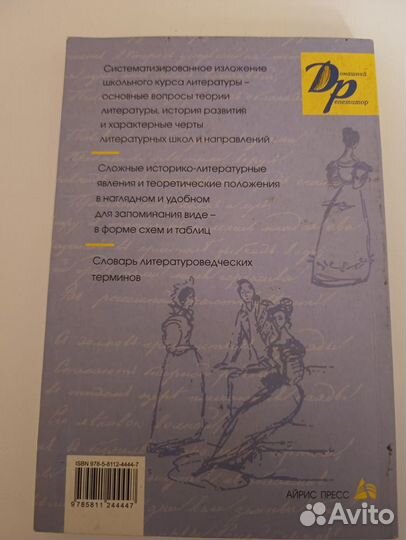 Систематизированное изложение
школьного курса литературы –
основные вопросы теории
литературы, история развития
и характерные черты
литературных школ и направлений
Домашний
Репетитор
Сложные историко-литературные
явления и теоретические положения
в наглядном и удобном
для запоминания виде –
в форме схем и таблиц
Словарь литературоведческих
терминов
ISBN 978-5-8112-4444-7
9785811244447
АЙРИС ПРЕСС
Avito